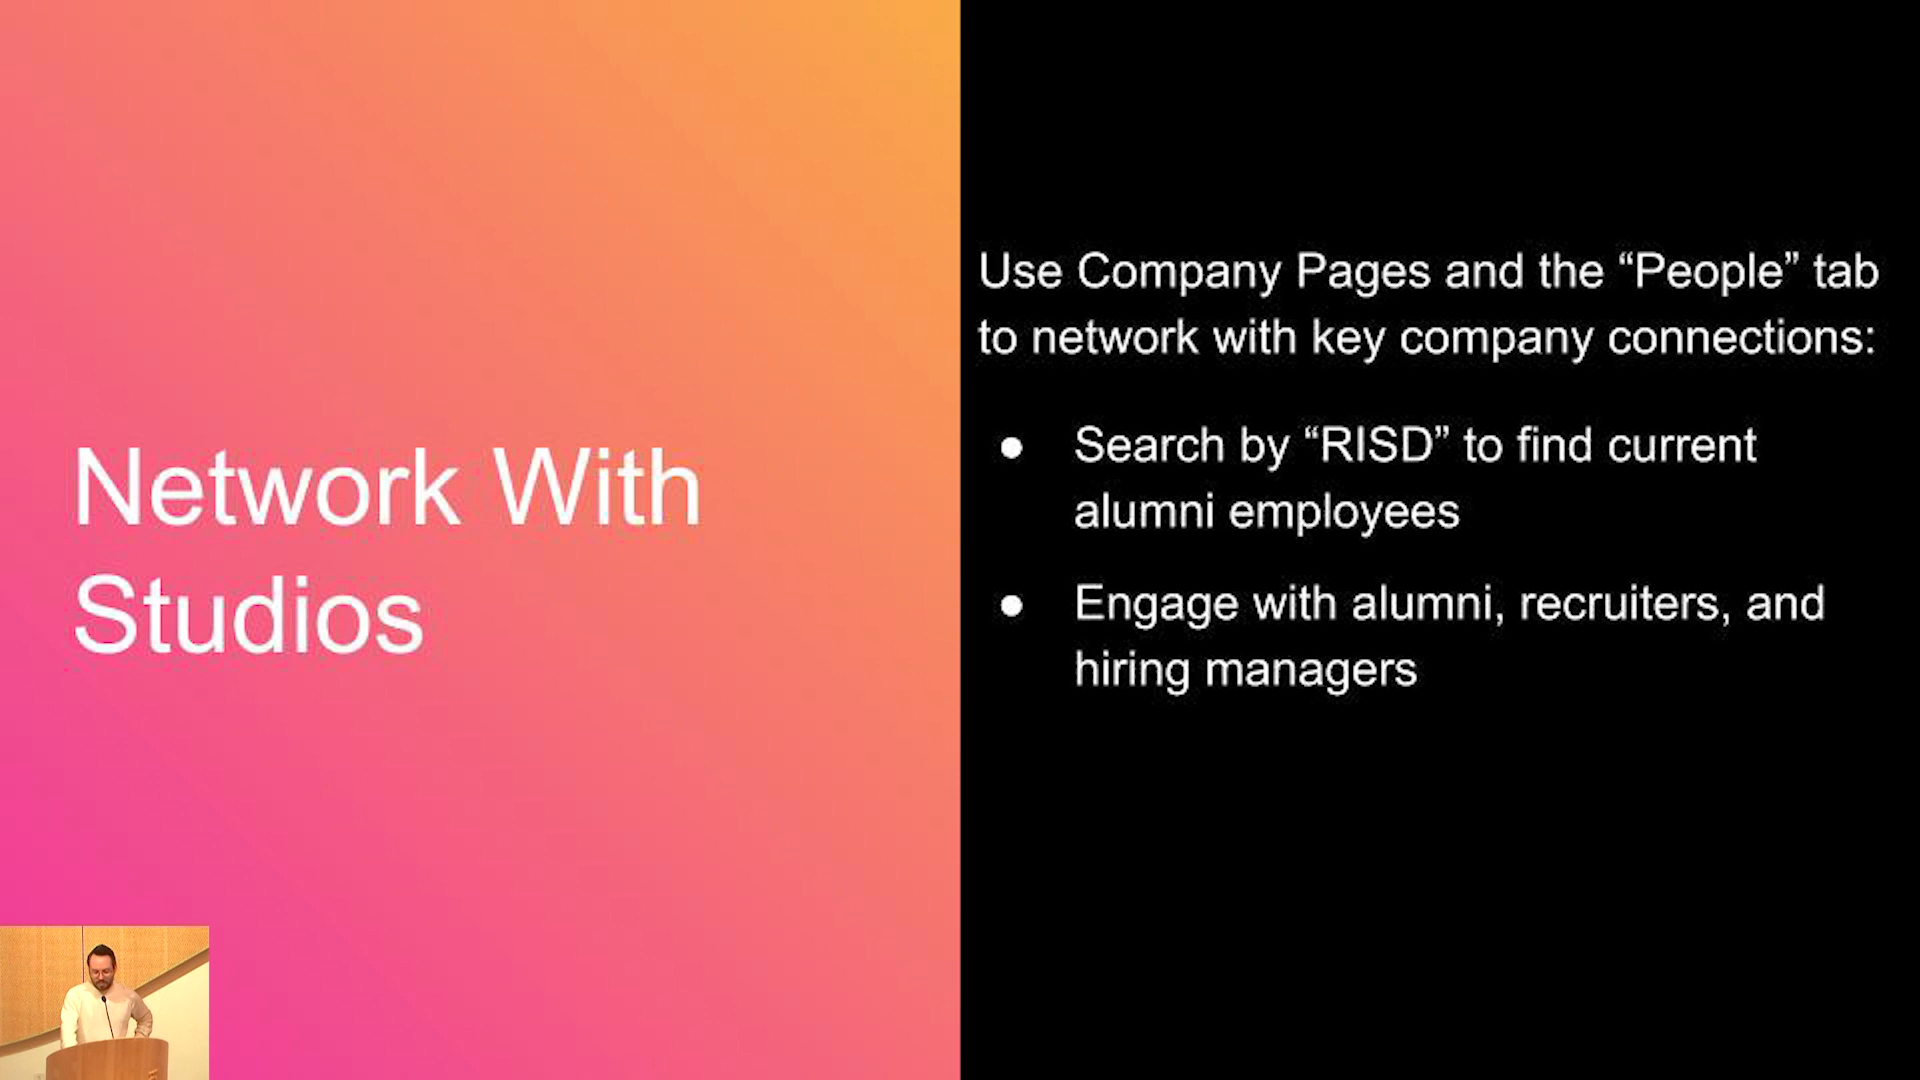 Network With
Studios
Use Company Pages and the “People” tab
to network with key company connections:
● Search by “RISD” to find current
alumni employees
● Engage with alumni, recruiters, and
hiring managers